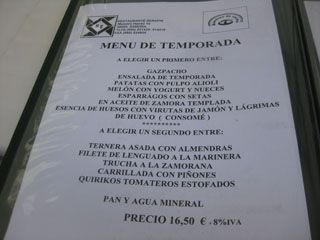 RESTAURANTE
MENU DE TEMPORADA
A ELEGIR UN PRIMERO ENTRE:
GAZPACHO
ENSALADA DE TEMPORADA
PATATAS CON PULPO ALIOLI
MELÓN CON YOGURT Y NUECES
ESPÁRRAGOS CON SETAS
EN ACEITE DE ZAMORA TEMPLADA
ESENCIA DE HUESOS CON VIRUTAS DE JAMÓN Y LÁGRIMAS
DE HUEVO ( CONSOMÉ )
**********
A ELEGIR UN SEGUNDO ENTRE:
TERNERA ASADA CON ALMENDRAS
FILETE DE LENGUADO A LA MARINERA
TRUCHA A LA ZAMORANA
CARRILLADA CON PIÑONES
QUIRIKOS TOMATEROS ESTOFADOS
PAN Y AGUA MINERAL
PRECIO 16,50 € + 8%IVA